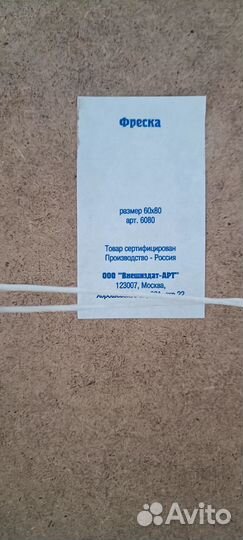 Фреска
размер 60х80
арт. 6080
Товар сертифицирован
Производство - Россия
ООО "Внешиздат-АРТ"
123007, Москва,
Avito